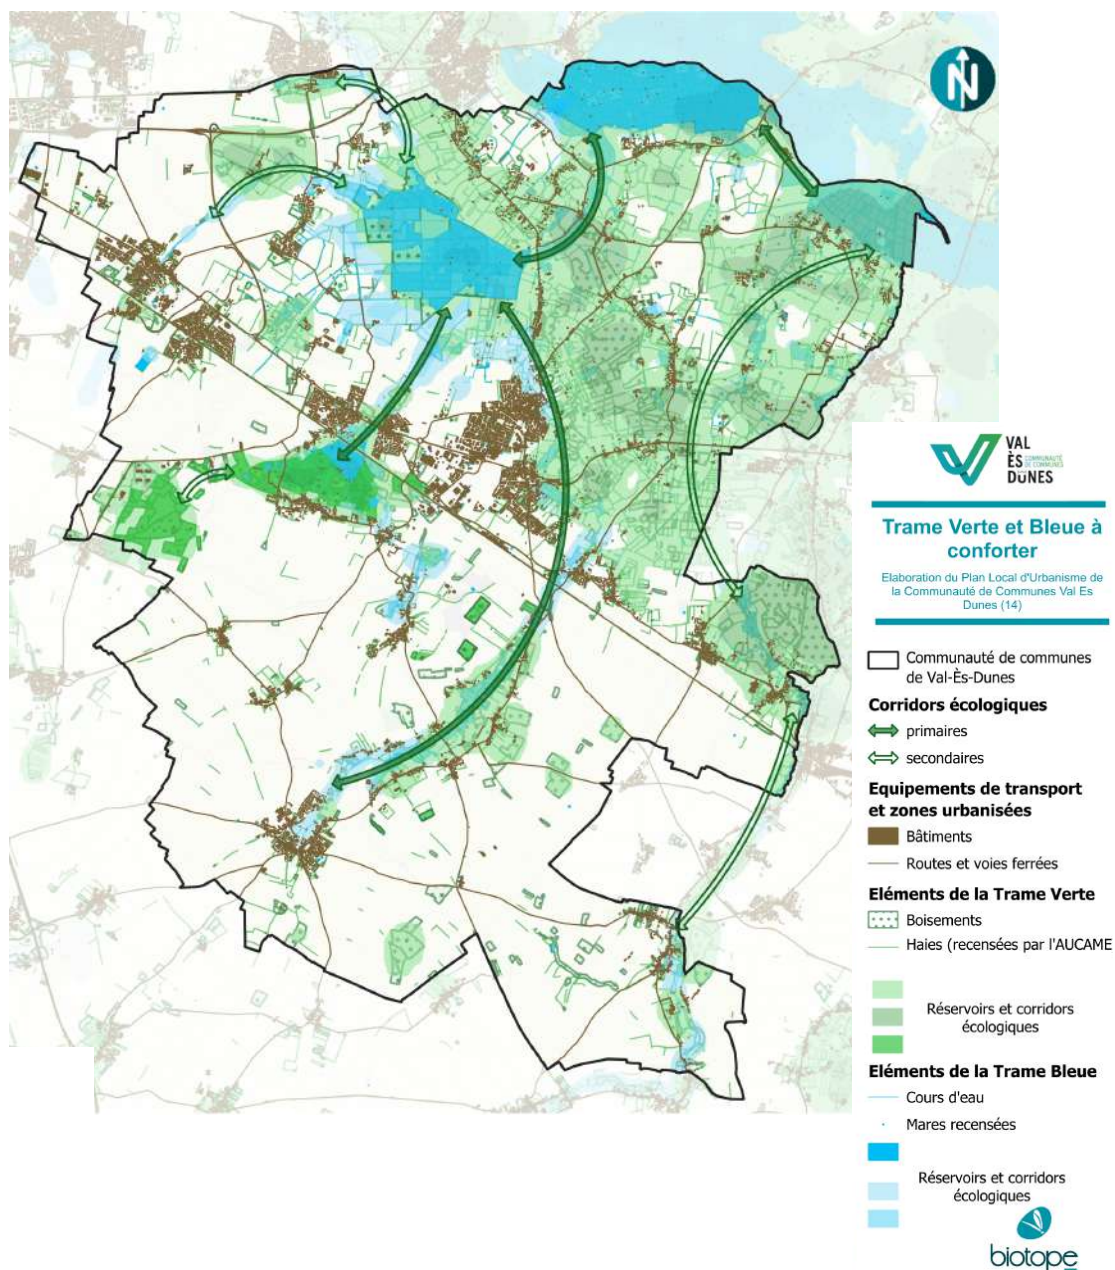 N
VAL
ÈS COMMUNAUTÉ
DE COMMUNES
DUNES
Trame Verte et Bleue à
conforter
Elaboration du Plan Local d'Urbanisme de
la Communauté de Communes Val Es
Dunes (14)
Communauté de communes
de Val-Ès-Dunes
Corridors écologiques
primaires
secondaires
Equipements de transport
et zones urbanisées
Bâtiments
Routes et voies ferrées
Eléments de la Trame Verte
Boisements
Haies (recensées par l'AUCAME
Réservoirs et corridors
écologiques
Eléments de la Trame Bleue
Cours d'eau
Mares recensées
Réservoirs et corridors
écologiques
biotope